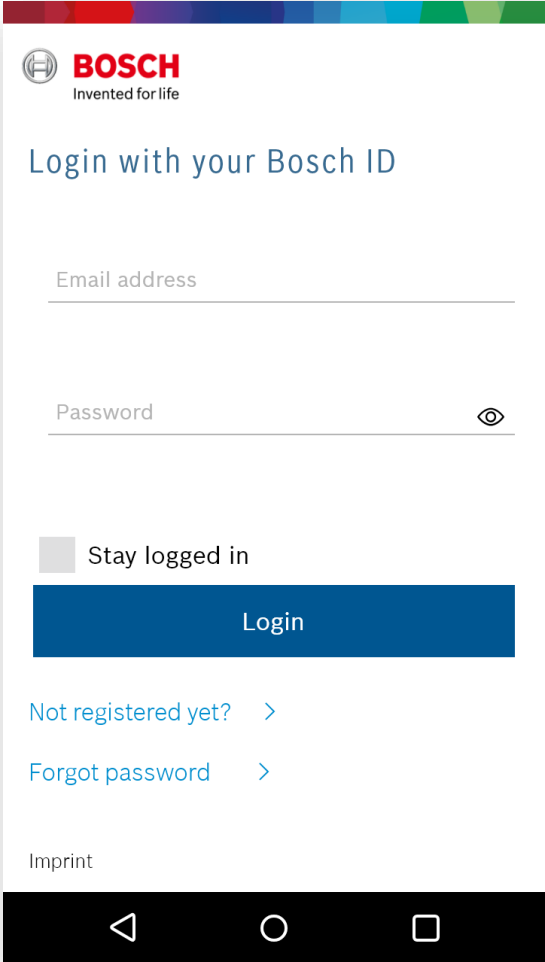 BOSCH
Invented for life
Login with your Bosch ID
Email address
Password
Stay logged in
Login
Not registered yet?
Forgot password
Imprint